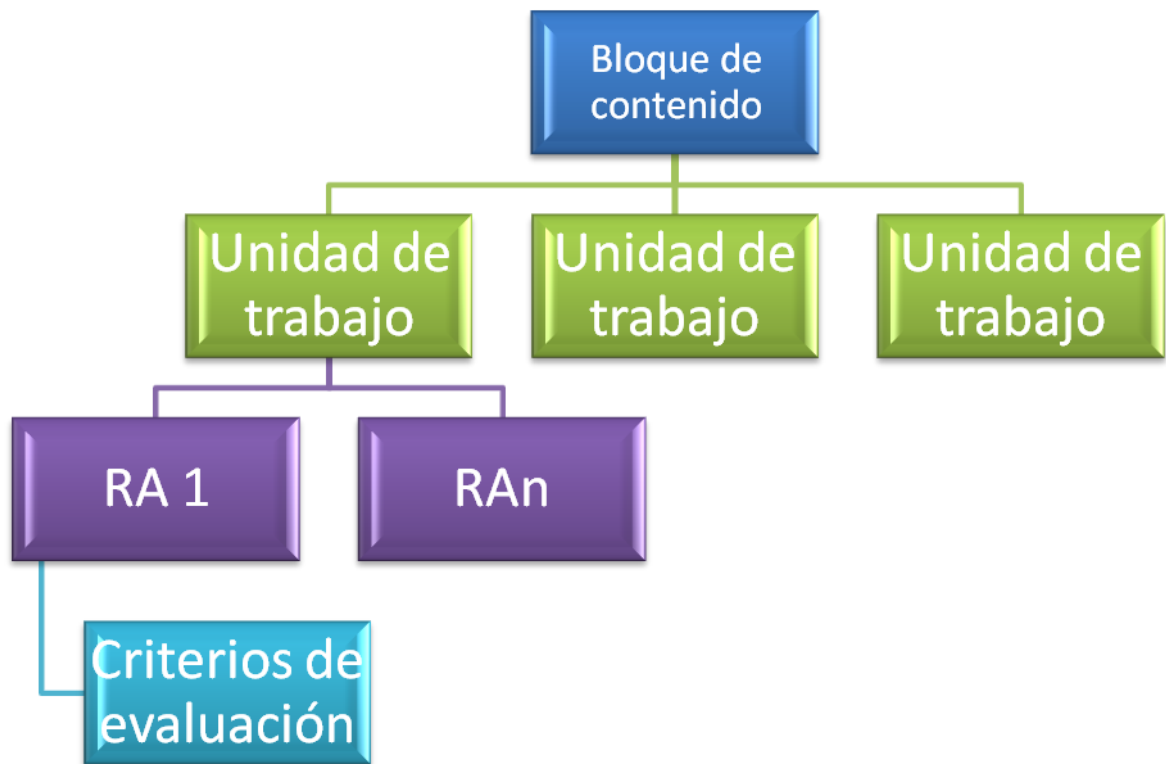 Bloque de
contenido
Unidad de
trabajo
Unidad de
trabajo
Unidad de
trabajo
RA 1
RAn
Criterios de
evaluación